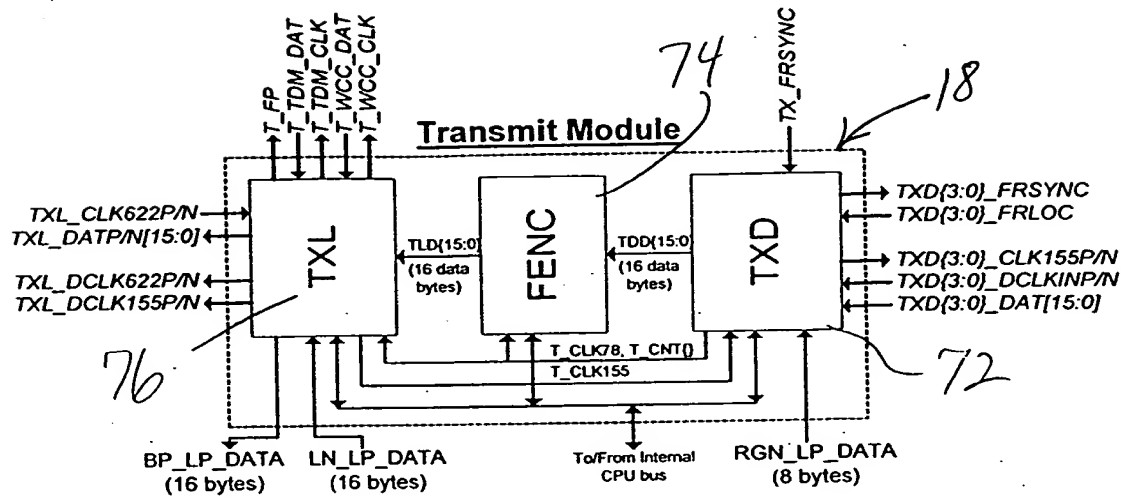 T_FP
T_TDM_DAT
T_TDM_CLK
T_WCC_DAT
T_WCC_CLK
74
TX_FRSYNC
18
Transmit Module
TXL_CLK622P/N
TXL_DATP/N[15:0]
TXL_DCLK622P/N
TXL_DCLK155P/N
TXL
TLD{15:0}
(16 data
bytes)
FENC
TDD{15:0}
(16 data
bytes)
TXD
TXD{3:0}_FRSYNC
TXD{3:0}_FRLOC
TXD{3:0}_CLK155P/N
TXD{3:0}_DCLKINP/N
TXD{3:0}_DAT[15:0]
T_CLK78, T_CNT{}
T_CLK155
76
72
BP_LP_DATA
(16 bytes)
LN_LP_DATA
(16 bytes)
To/From Internal
CPU bus
RGN_LP_DATA
(8 bytes)